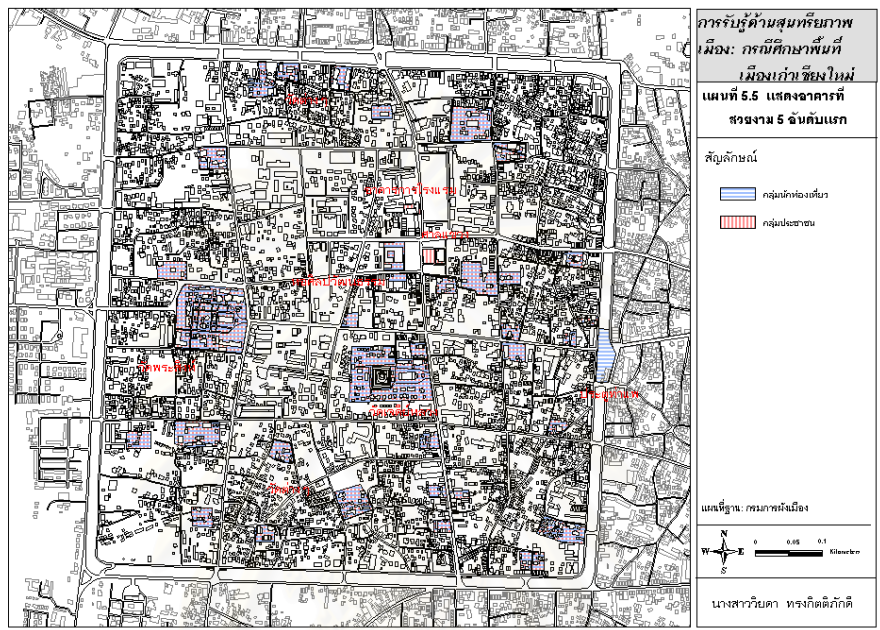 การรับรู้ด้านสุนทรียภาพ
เมือง: กรณีศึกษาพื้นที่
เมืองเก่าเชียงใหม่
แผนที่ 5.5 แสดงอาคารที่
สวยงาม 5 อันดับแรก
สัญลักษณ์
กลุ่มนักท่องเที่ยว
กลุ่มประชาชน
แผนที่ฐาน: กรมการผังเมือง
N
W E
S
0 0.05 0.1
Kilometers
นางสาววิยดา ทรงกิตติภักดี